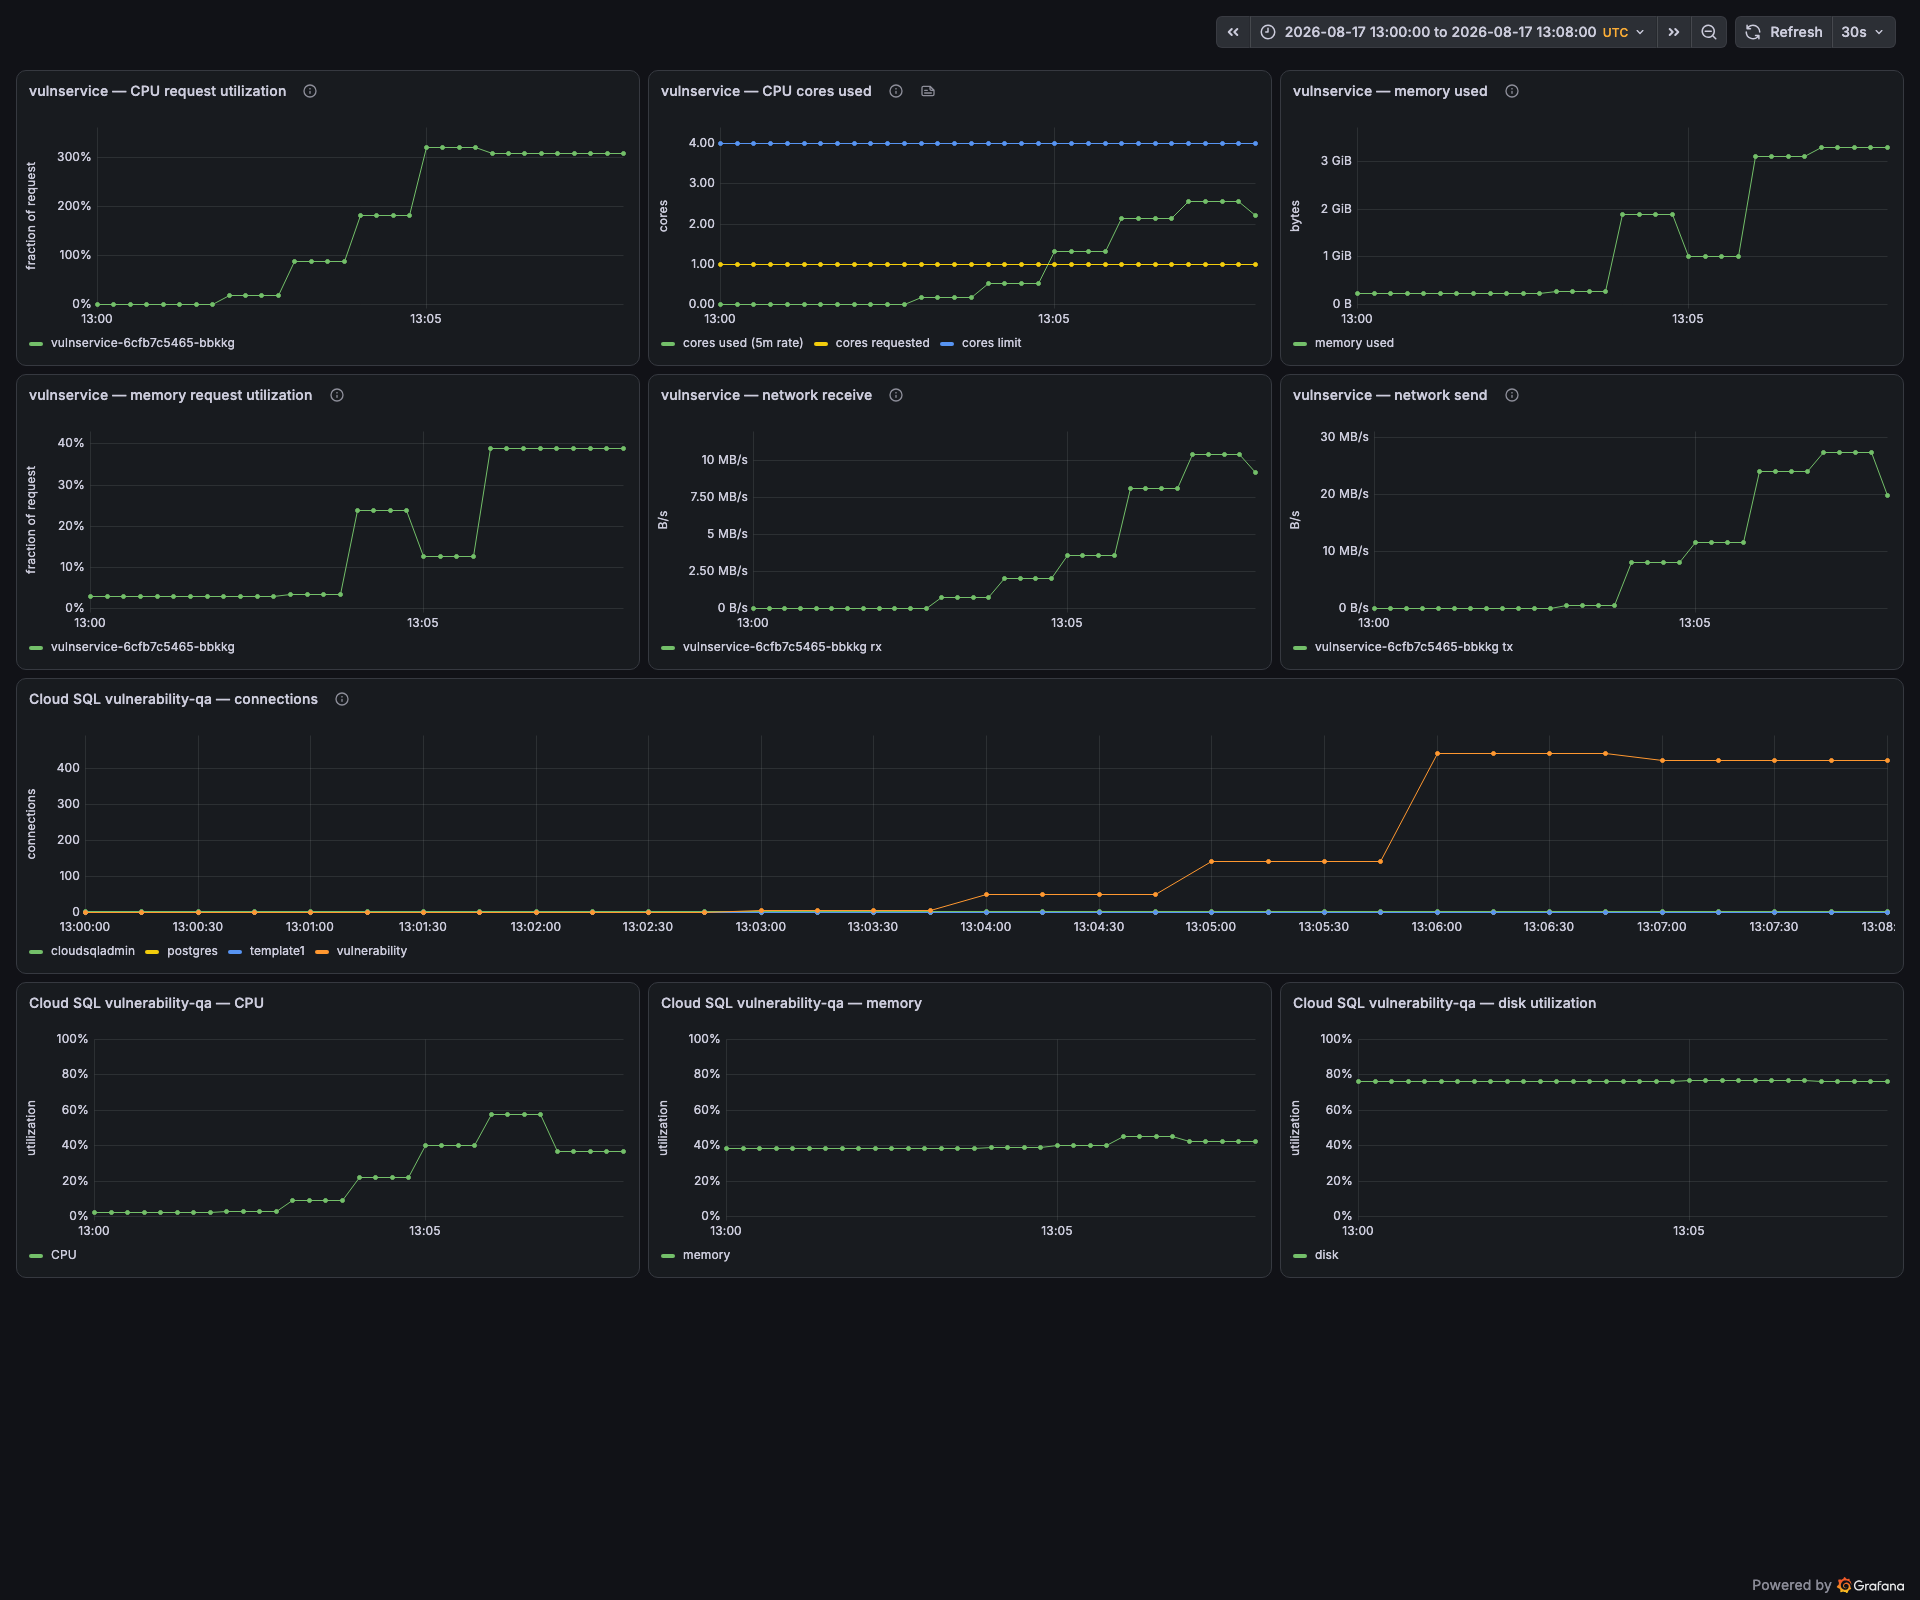 2026-08-17 13:00:00 to 2026-08-17 13:08:00 UTC
Refresh
30s
vulnservice — CPU request utilization
fraction of request
300%
200%
100%
0%
13:00
13:05
vulnservice-6cfb7c5465-bbkkg
vulnservice — CPU cores used
cores
4.00
3.00
2.00
1.00
0.00
13:00
13:05
cores used (5m rate)
cores requested
cores limit
vulnservice — memory used
bytes
3 GiB
2 GiB
1 GiB
0 B
13:00
13:05
memory used
vulnservice — memory request utilization
fraction of request
40%
30%
20%
10%
0%
13:00
13:05
vulnservice-6cfb7c5465-bbkkg
vulnservice — network receive
B/s
10 MB/s
7.50 MB/s
5 MB/s
2.50 MB/s
0 B/s
13:00
13:05
vulnservice-6cfb7c5465-bbkkg rx
vulnservice — network send
B/s
30 MB/s
20 MB/s
10 MB/s
0 B/s
13:00
13:05
vulnservice-6cfb7c5465-bbkkg tx
Cloud SQL vulnerability-qa — connections
connections
400
300
200
100
0
13:00:00
13:00:30
13:01:00
13:01:30
13:02:00
13:02:30
13:03:00
13:03:30
13:04:00
13:04:30
13:05:00
13:05:30
13:06:00
13:06:30
13:07:00
13:07:30
13:08:
cloudsqladmin
postgres
template1
vulnerability
Cloud SQL vulnerability-qa — CPU
utilization
100%
80%
60%
40%
20%
0%
13:00
13:05
CPU
Cloud SQL vulnerability-qa — memory
utilization
100%
80%
60%
40%
20%
0%
13:00
13:05
memory
Cloud SQL vulnerability-qa — disk utilization
utilization
100%
80%
60%
40%
20%
0%
13:00
13:05
disk
Powered by Grafana